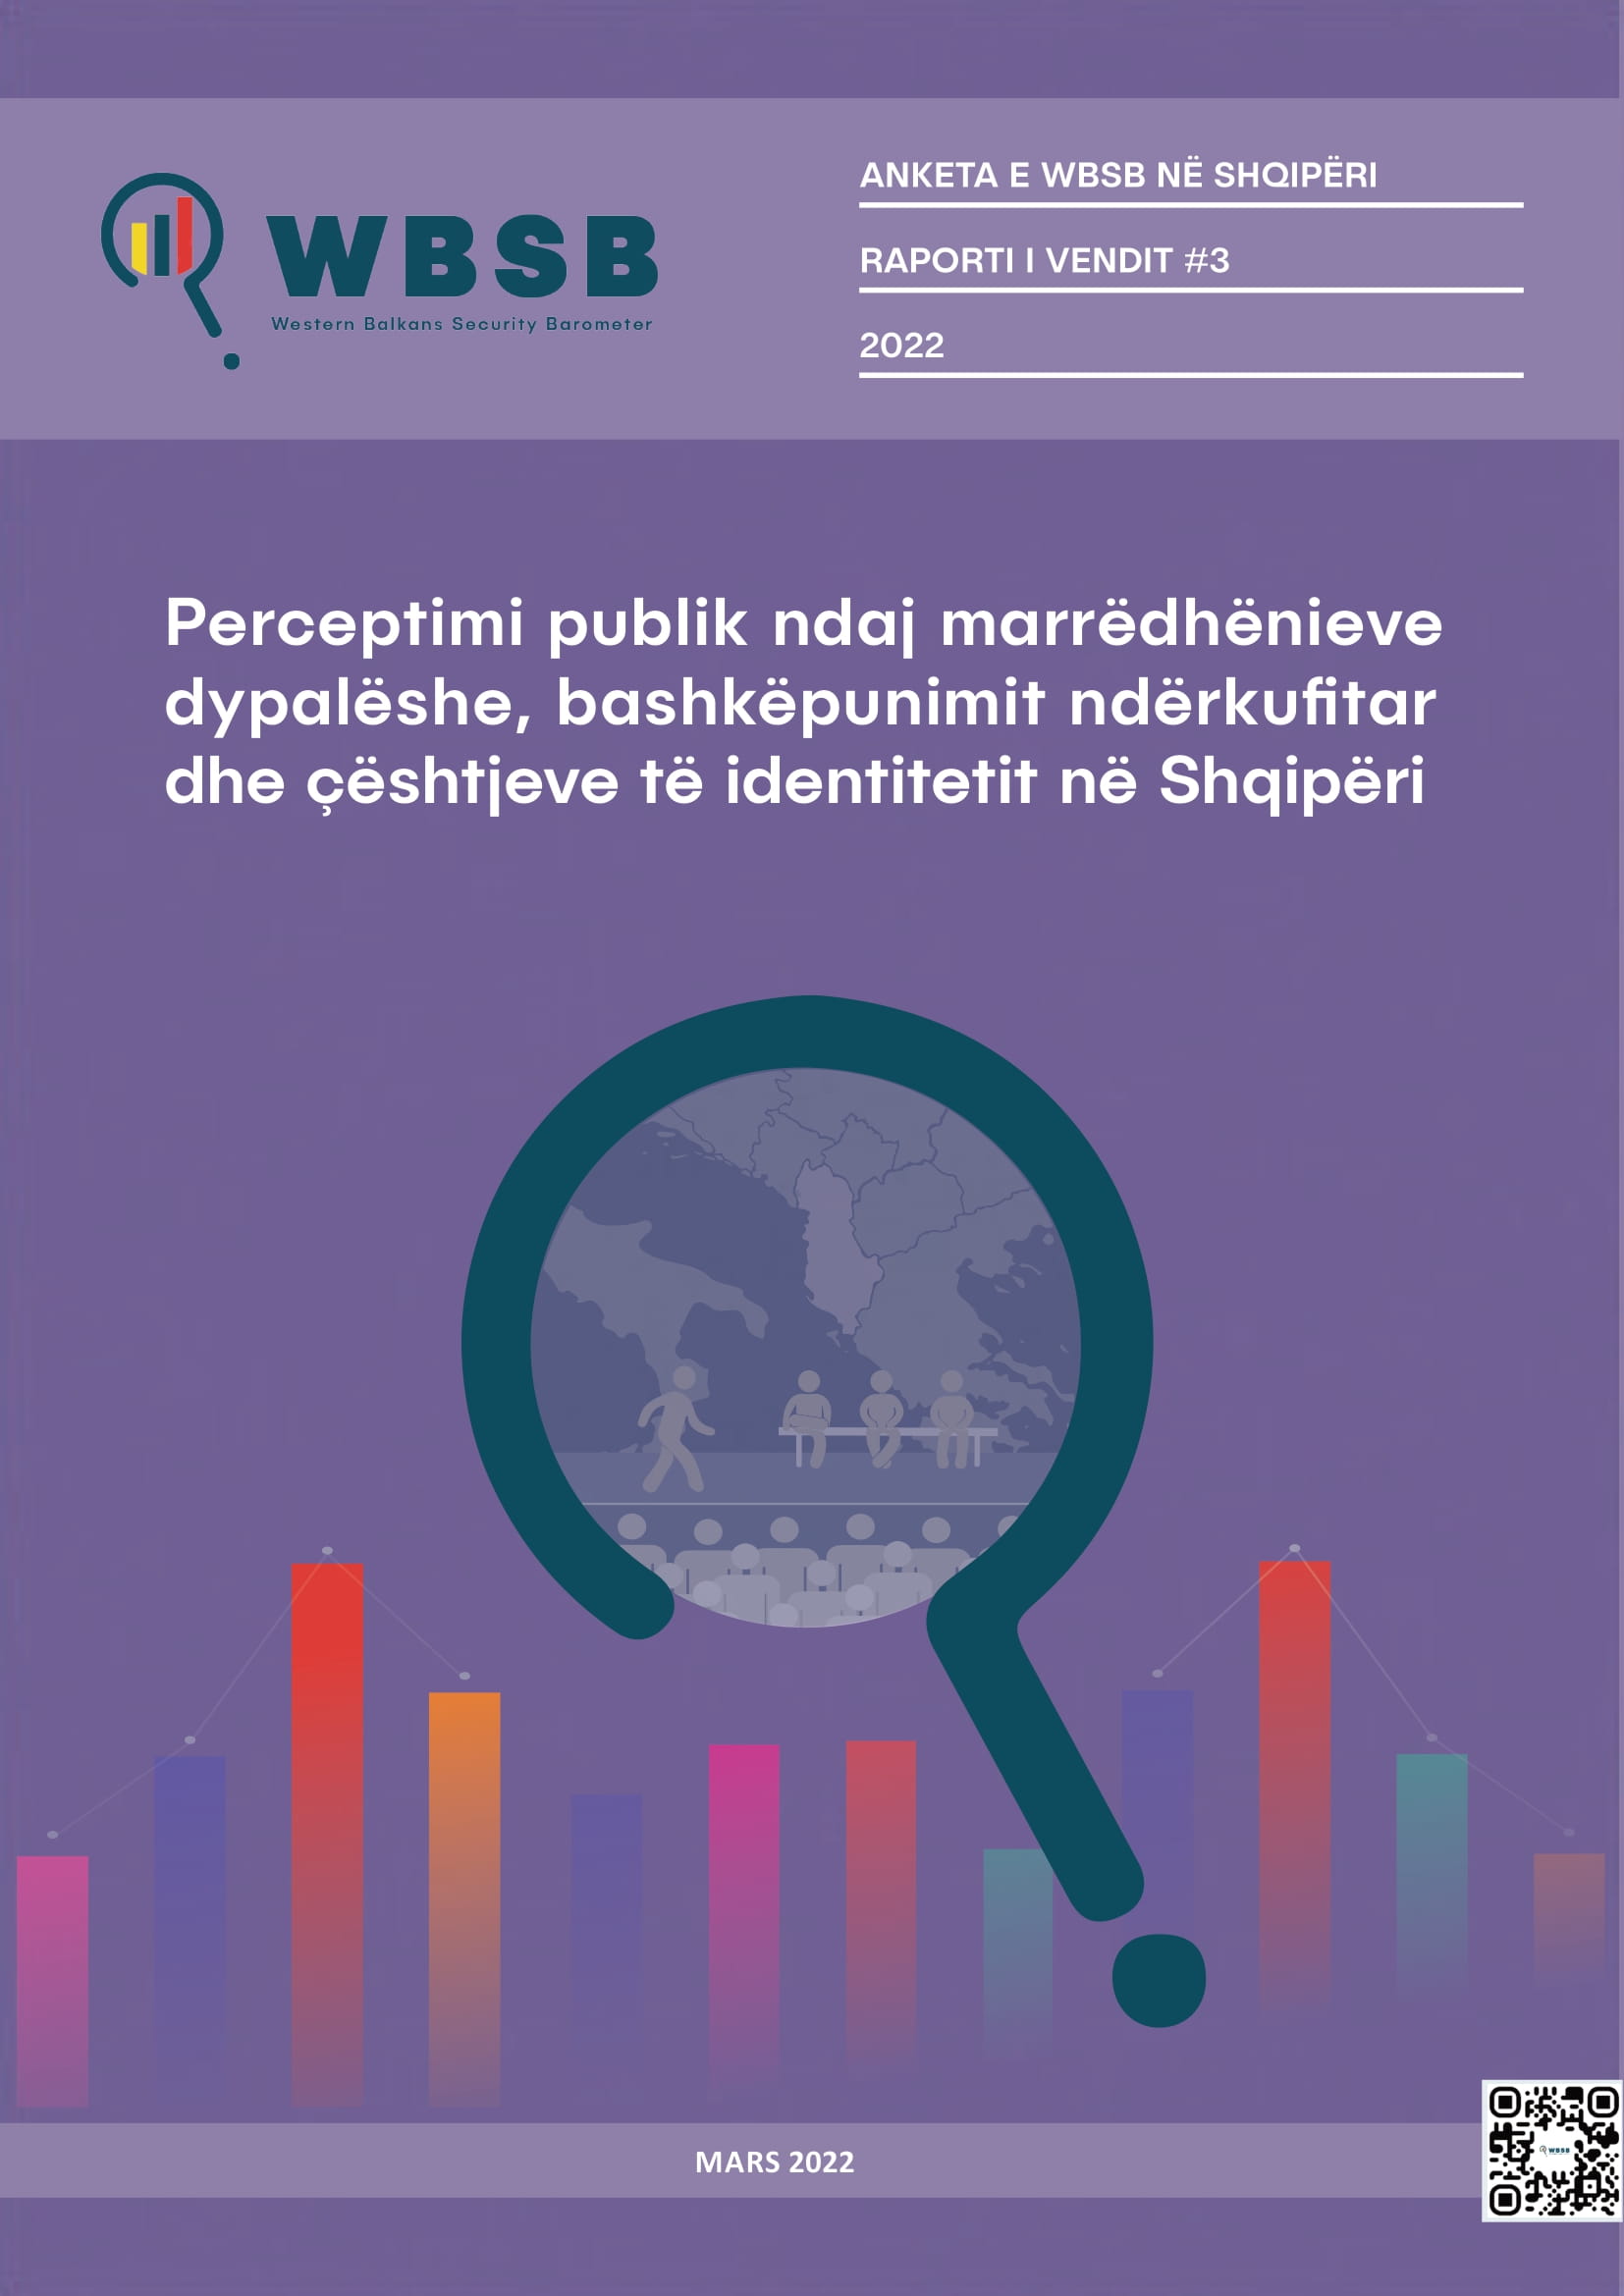 WBSB
Western Balkans Security Barometer
ANKETA E WBSB NË SHQIPËRI
RAPORTI I VENDIT #3
2022
Perceptimi publik ndaj marrëdhënieve
dypalëshe, bashkëpunimit ndërkufitar
dhe çështjeve të identitetit në Shqipëri
MARS 2022
WBSB